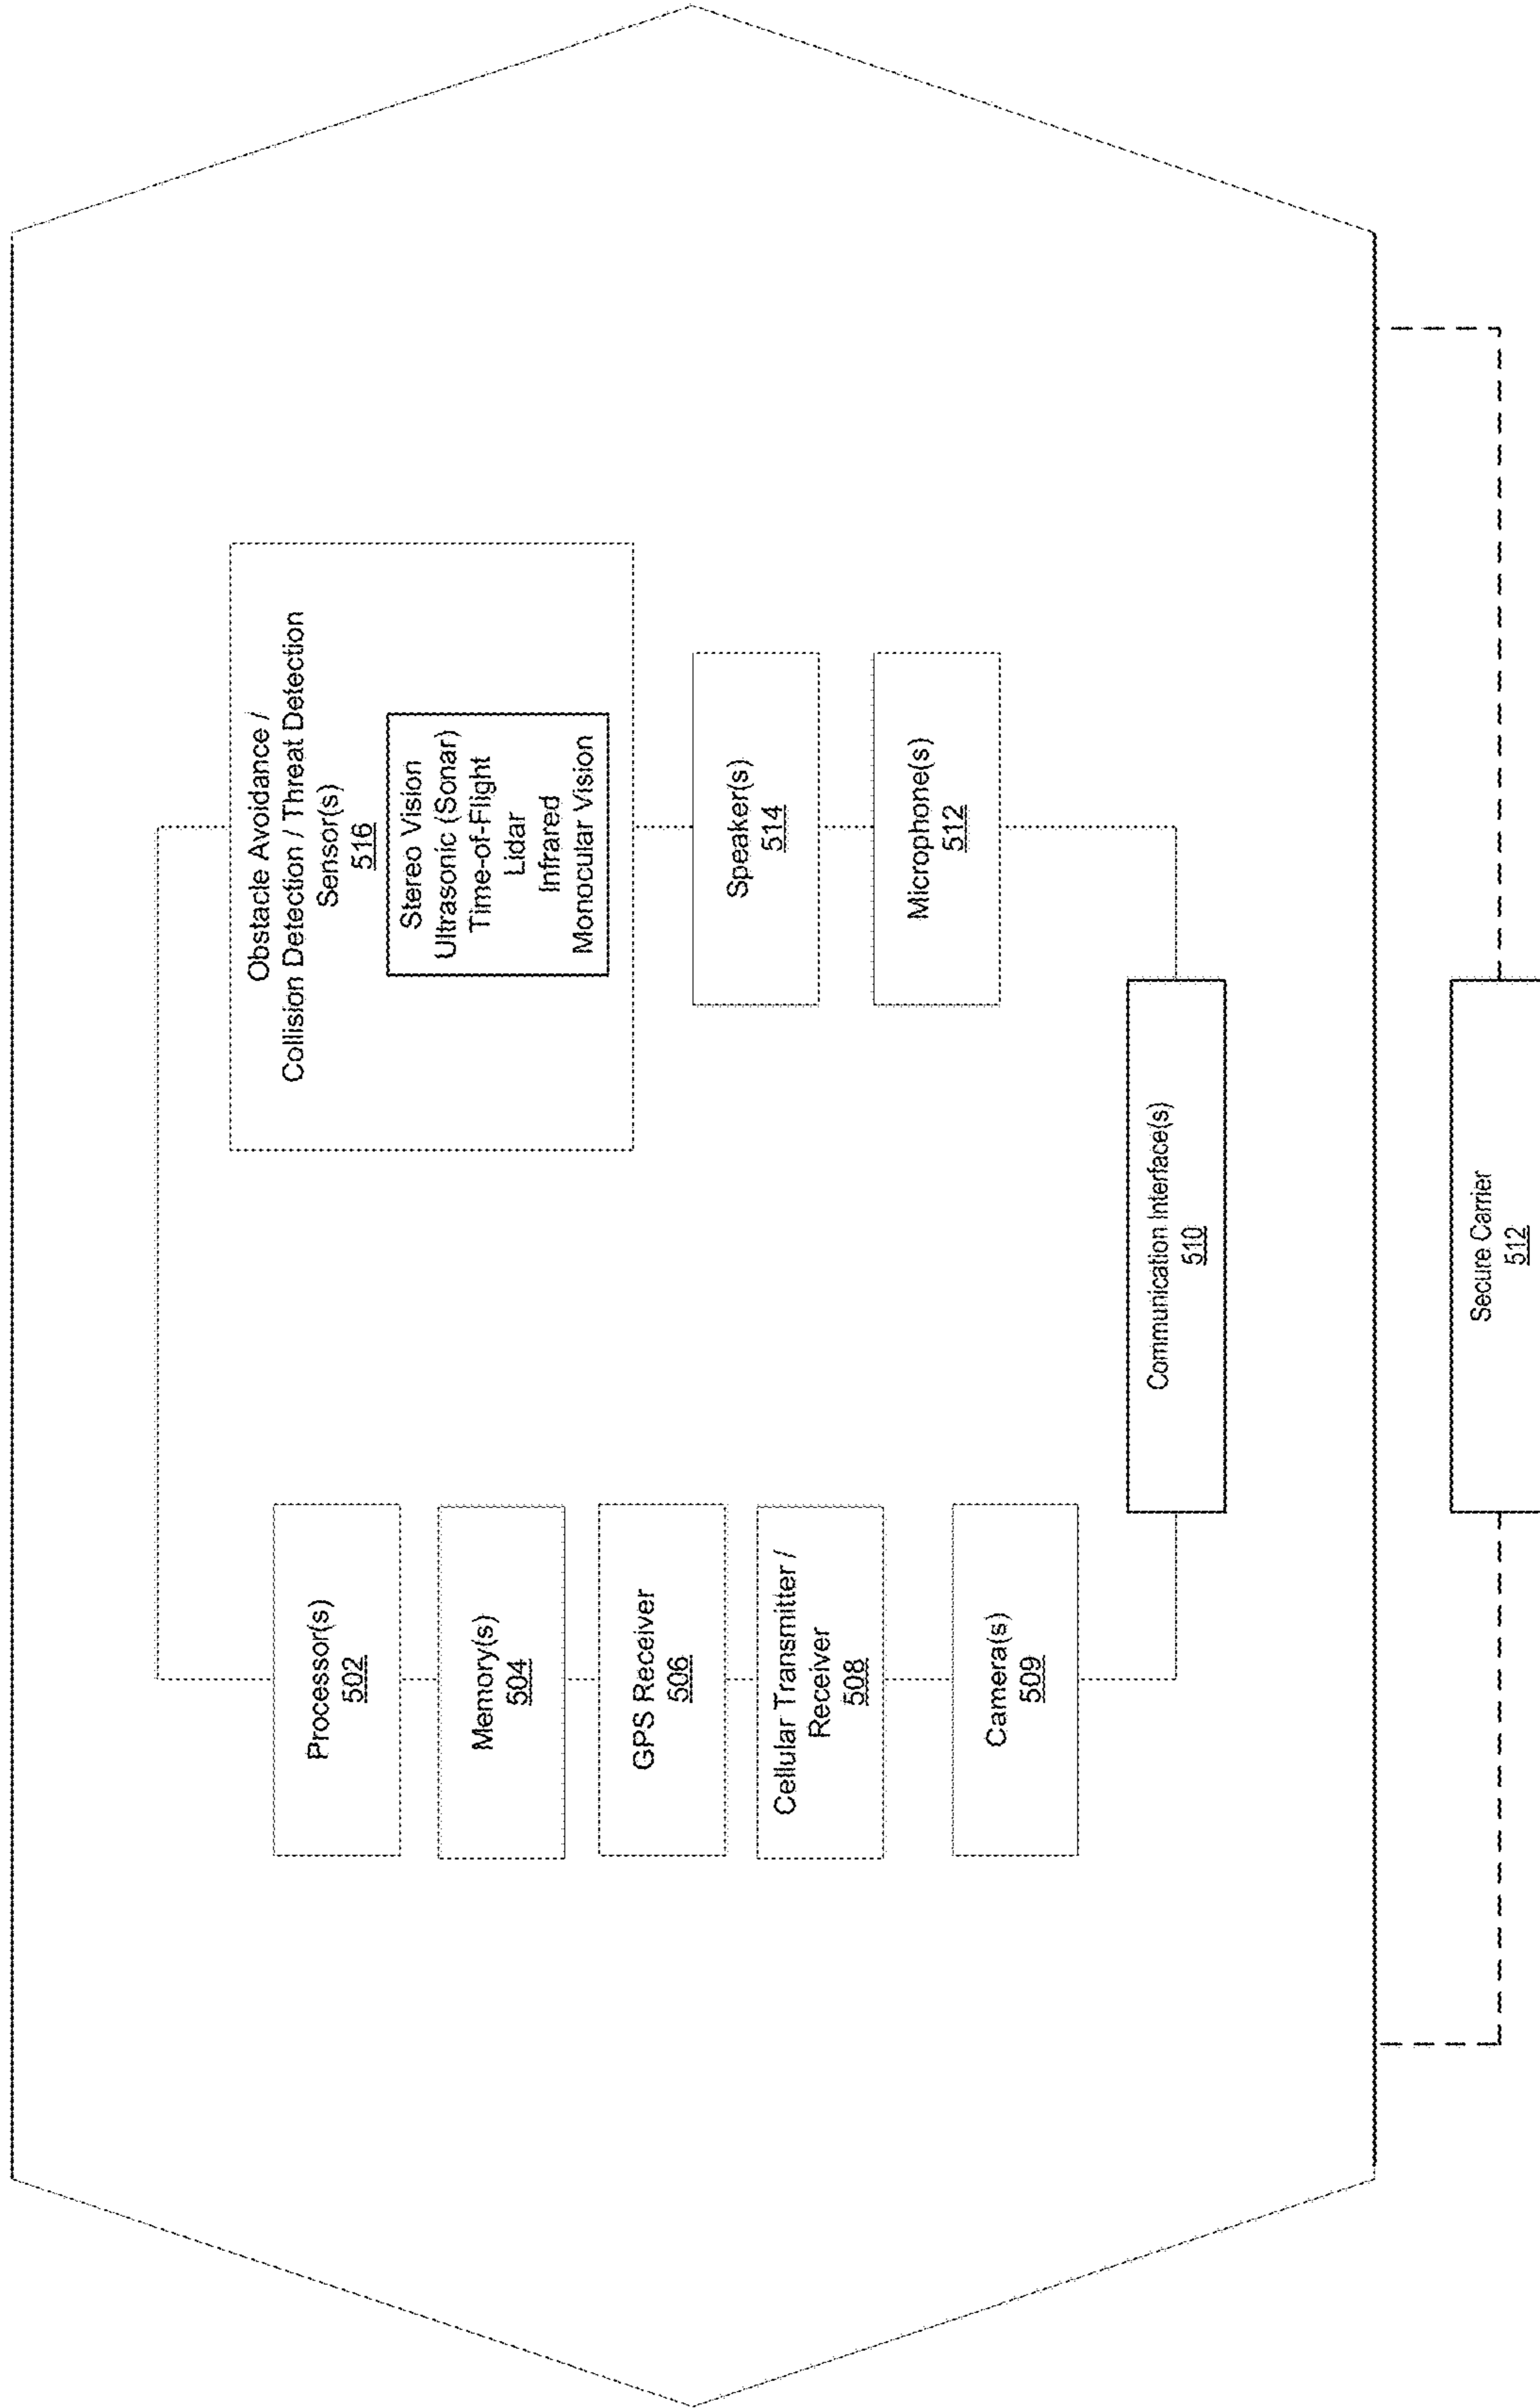 Processor(s)
502
Memory(s)
504
GPS Receiver
506
Cellular Transmitter /
Receiver
508
Camera(s)
509
Obstacle Avoidance /
Collision Detection / Threat Detection
Sensor(s)
516
Stereo Vision
Ultrasonic (Sonar)
Time-of-Flight
Lidar
Infrared
Monocular Vision
Speaker(s)
514
Microphone(s)
512
Communication Interface(s)
510
Secure Carrier
512